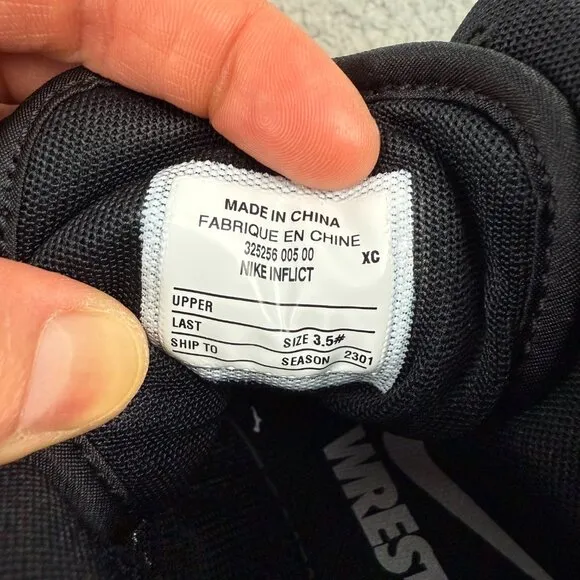 MADE IN CHINA
FABRIQUE EN CHINE
325256 005 00 XC
NIKE INFLICT
UPPER
LAST SIZE 3.5#
SHIP TO SEASON 2301
WREST